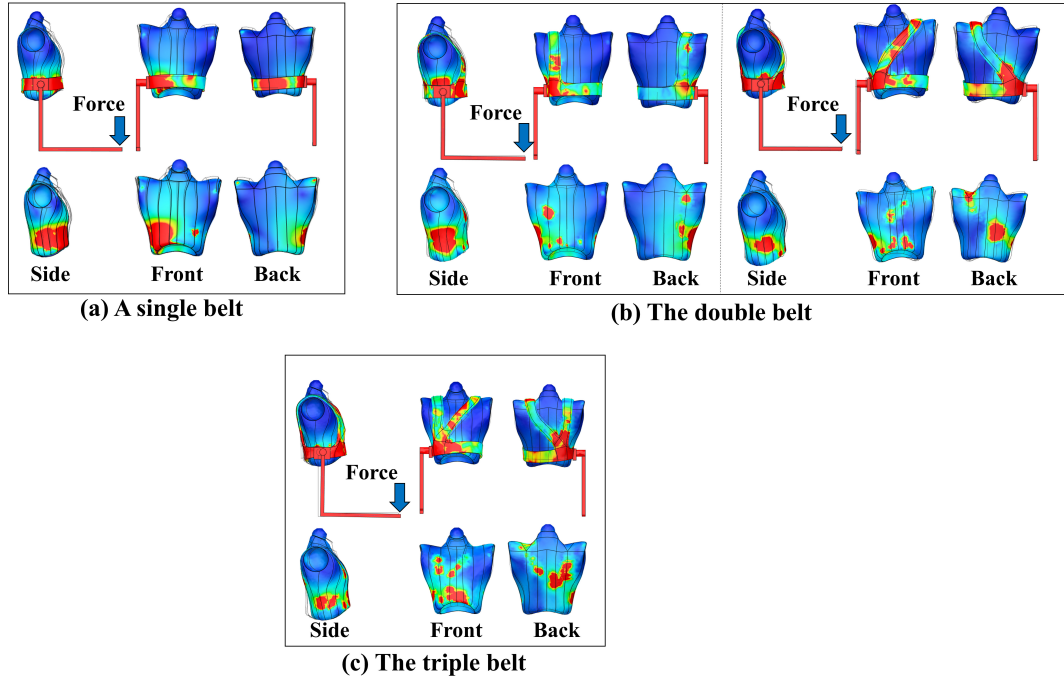 Force
Side
Front
Back
(a) A single belt
Force
Force
Side
Front
Back
Side
Front
Back
(b) The double belt
Force
Side
Front
Back
(c) The triple belt